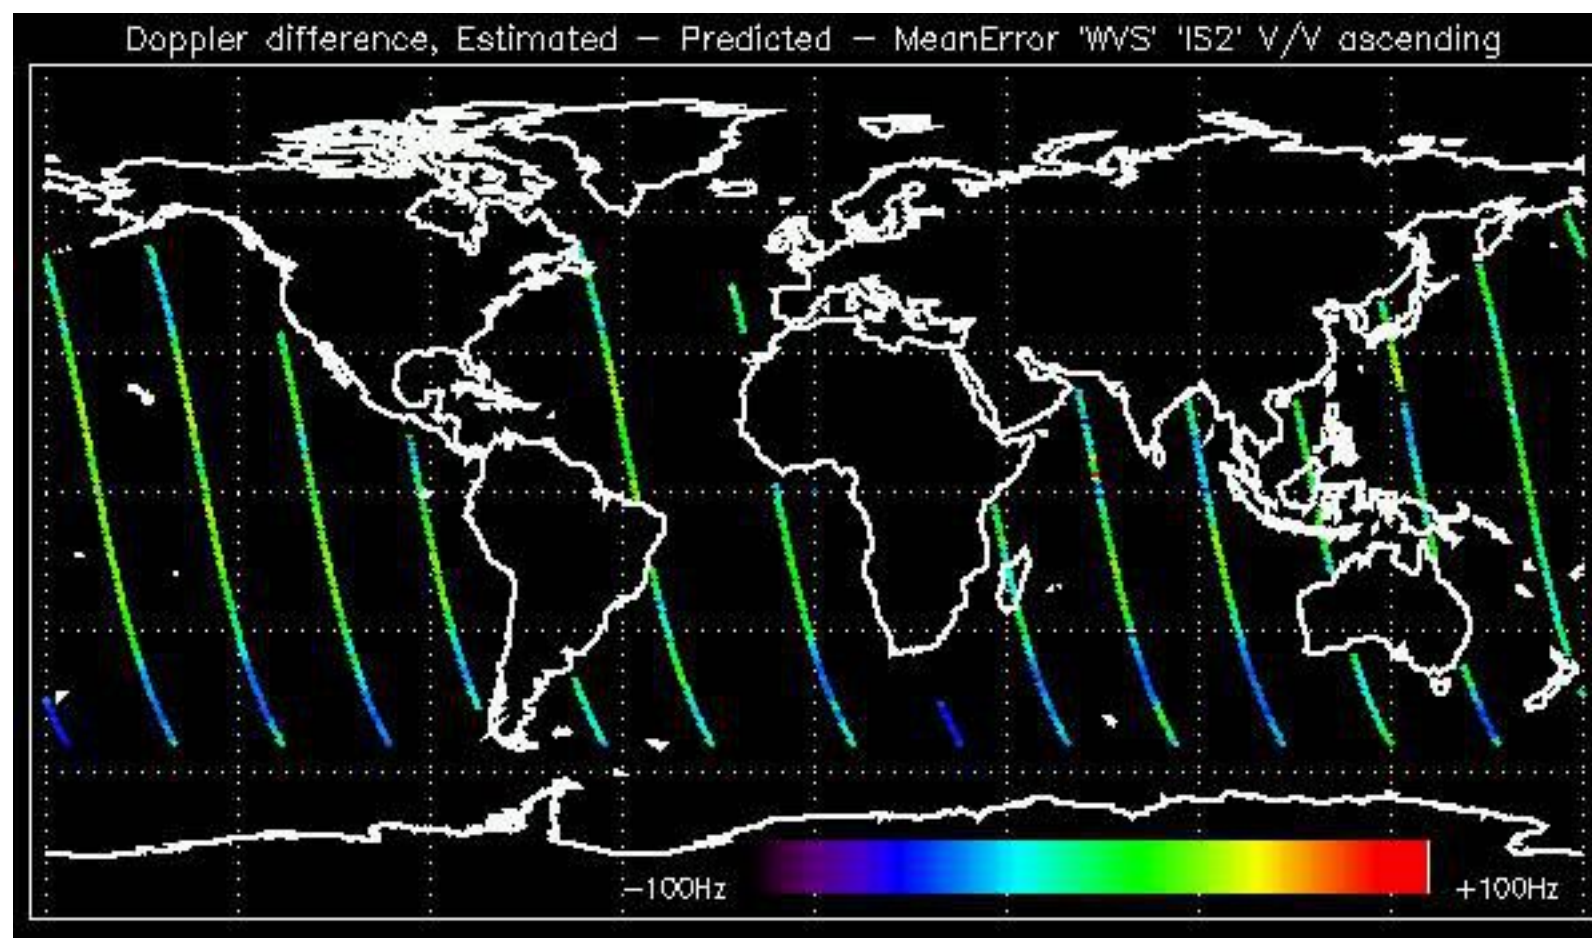 Doppler difference, Estimated – Predicted – MeanError 'WVS' 'IS2' V/V ascending
–100Hz +100Hz